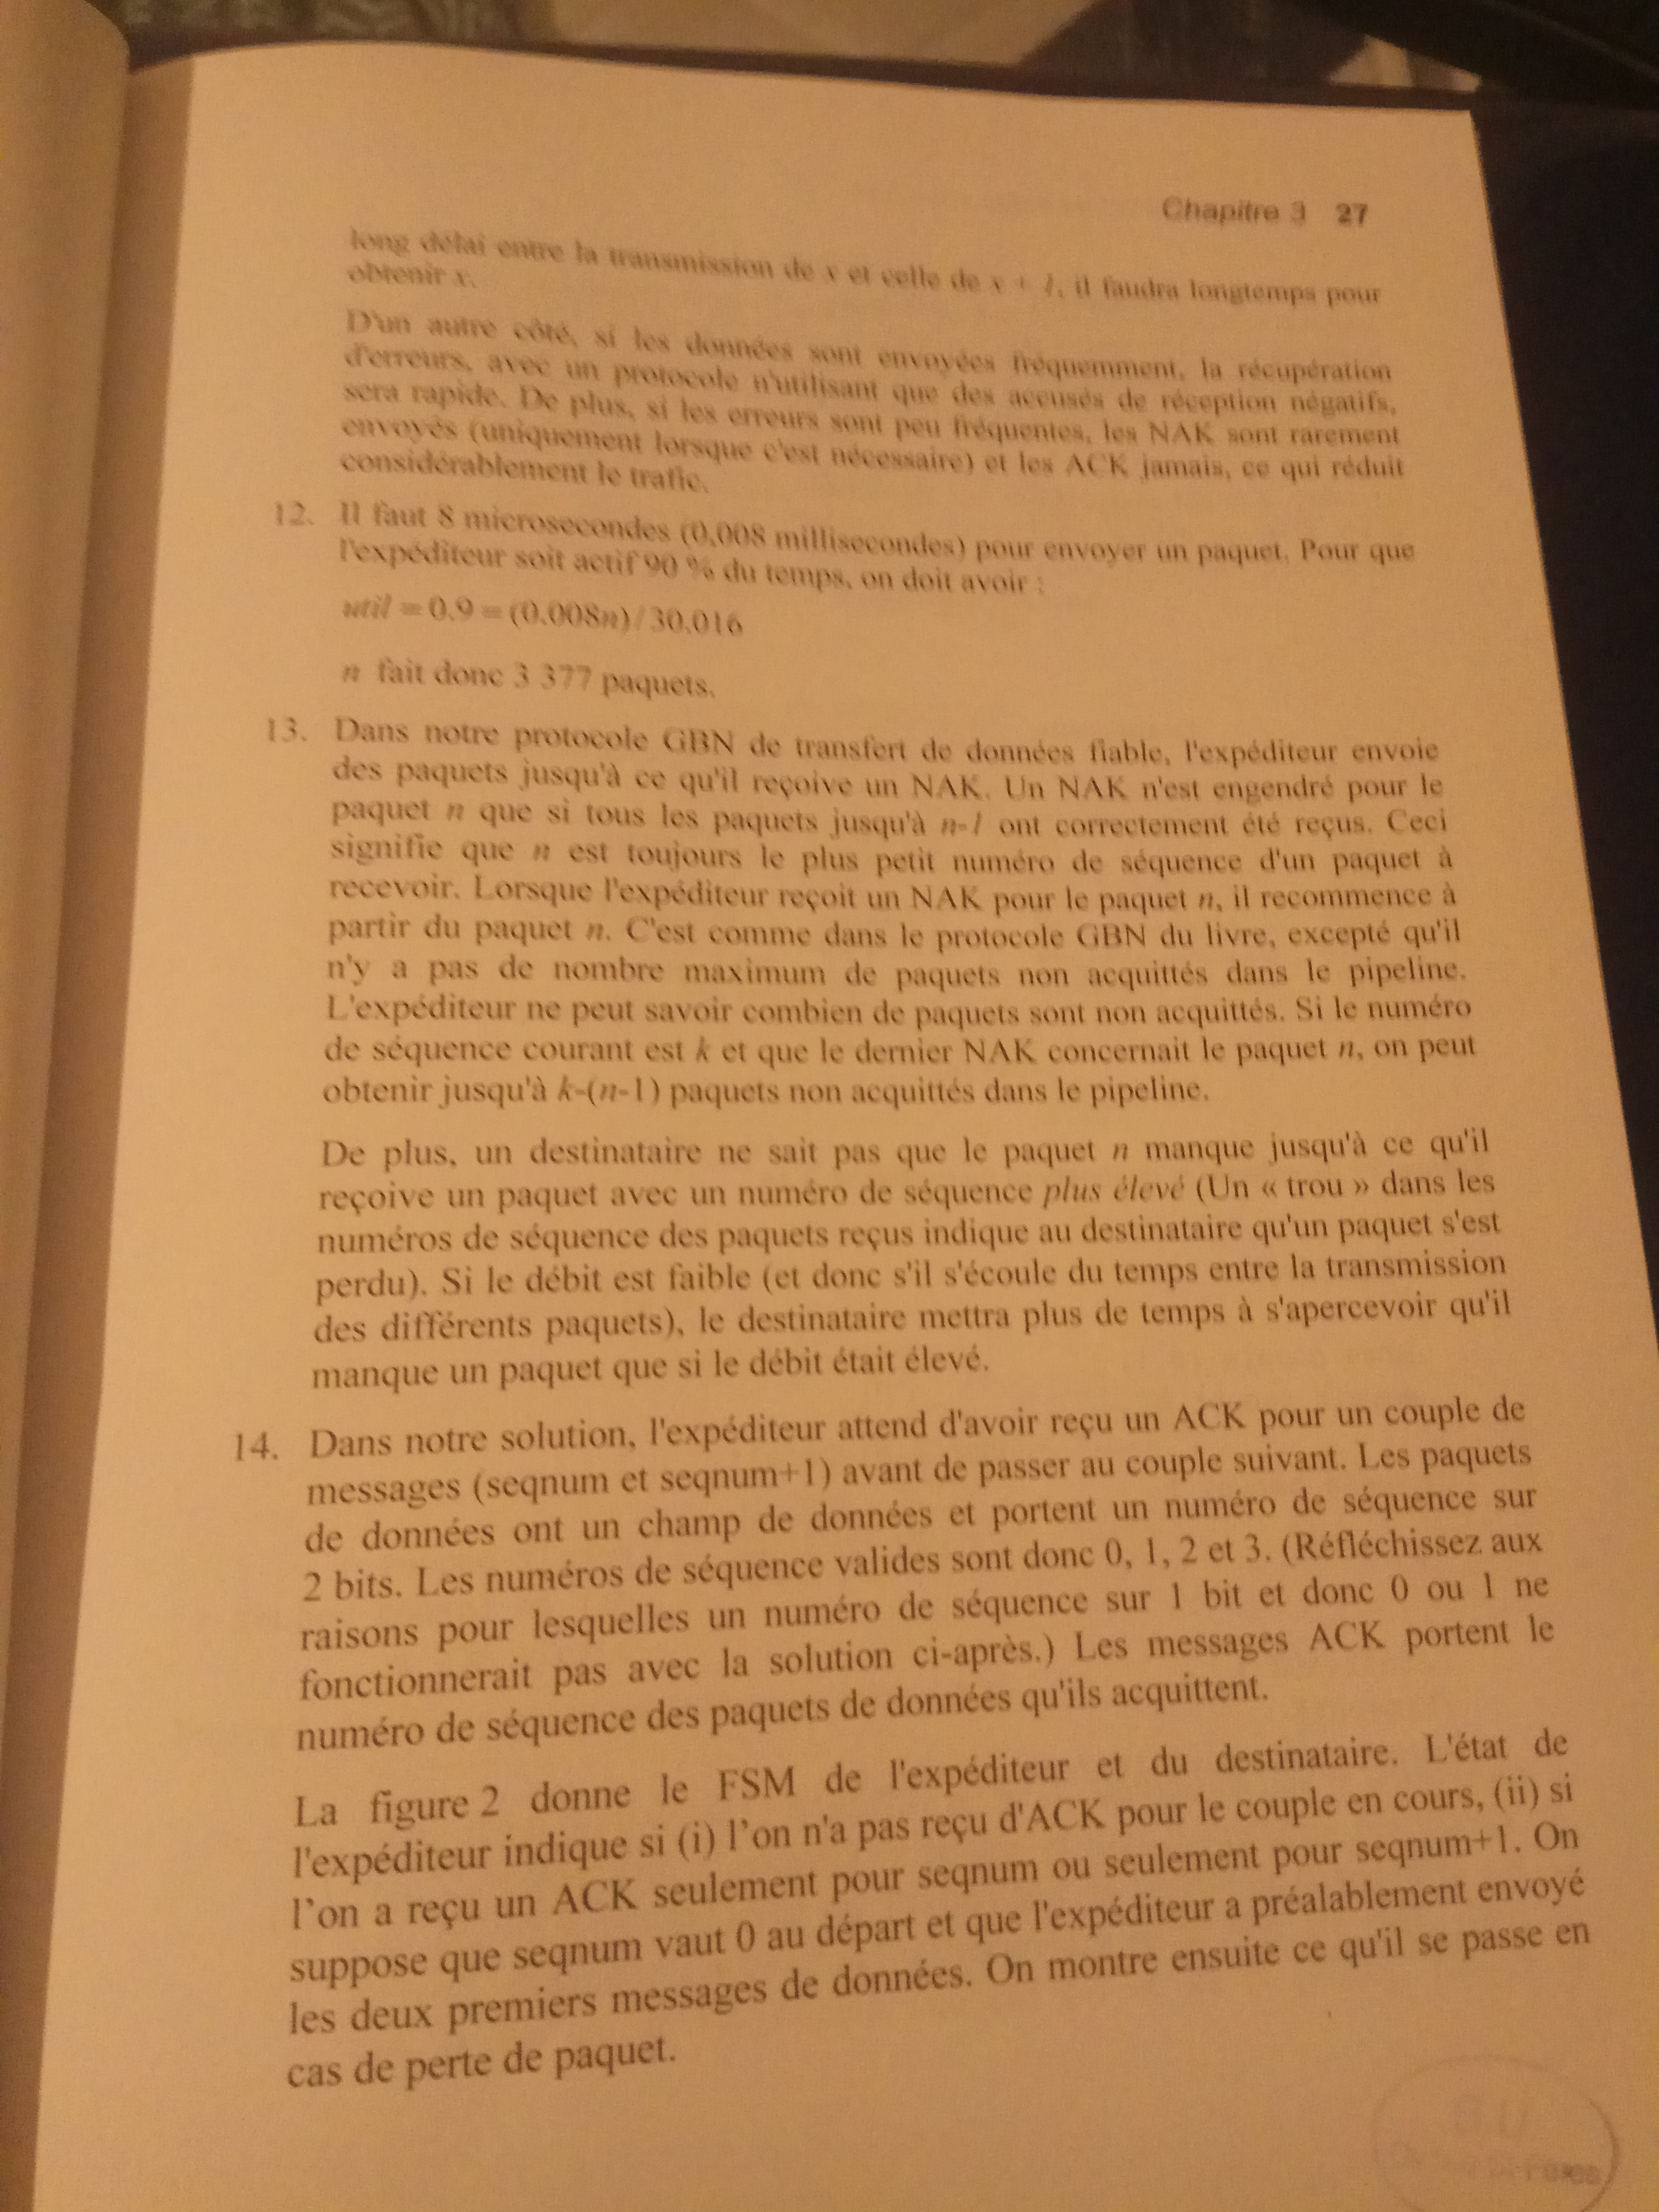 Chapitre 3 27
long délai entre la transmission de x et celle de x + 1, il faudra longtemps pour
obtenir x.
D'un autre côté, si les données sont envoyées fréquemment, la récupération
d'erreurs, avec un protocole n'utilisant que des accusés de réception négatifs,
sera rapide. De plus, si les erreurs sont peu fréquentes, les NAK sont rarement
envoyés (uniquement lorsque c'est nécessaire) et les ACK jamais, ce qui réduit
considérablement le trafic.
12. Il faut 8 microsecondes (0,008 millisecondes) pour envoyer un paquet. Pour que
l'expéditeur soit actif 90 % du temps, on doit avoir :
util = 0.9 = (0.008n) / 30.016
n fait donc 3 377 paquets.
13. Dans notre protocole GBN de transfert de données fiable, l'expéditeur envoie
des paquets jusqu'à ce qu'il reçoive un NAK. Un NAK n'est engendré pour le
paquet n que si tous les paquets jusqu'à n-1 ont correctement été reçus. Ceci
signifie que n est toujours le plus petit numéro de séquence d'un paquet à
recevoir. Lorsque l'expéditeur reçoit un NAK pour le paquet n, il recommence à
partir du paquet n. C'est comme dans le protocole GBN du livre, excepté qu'il
n'y a pas de nombre maximum de paquets non acquittés dans le pipeline.
L'expéditeur ne peut savoir combien de paquets sont non acquittés. Si le numéro
de séquence courant est k et que le dernier NAK concernait le paquet n, on peut
obtenir jusqu'à k-(n-1) paquets non acquittés dans le pipeline.
De plus, un destinataire ne sait pas que le paquet n manque jusqu'à ce qu'il
reçoive un paquet avec un numéro de séquence plus élevé (Un « trou » dans les
numéros de séquence des paquets reçus indique au destinataire qu'un paquet s'est
perdu). Si le débit est faible (et donc s'il s'écoule du temps entre la transmission
des différents paquets), le destinataire mettra plus de temps à s'apercevoir qu'il
manque un paquet que si le débit était élevé.
14. Dans notre solution, l'expéditeur attend d'avoir reçu un ACK pour un couple de
messages (seqnum et seqnum+1) avant de passer au couple suivant. Les paquets
de données ont un champ de données et portent un numéro de séquence sur
2 bits. Les numéros de séquence valides sont donc 0, 1, 2 et 3. (Réfléchissez aux
raisons pour lesquelles un numéro de séquence sur 1 bit et donc 0 ou 1 ne
fonctionnerait pas avec la solution ci-après.) Les messages ACK portent le
numéro de séquence des paquets de données qu'ils acquittent.
La figure 2 donne le FSM de l'expéditeur et du destinataire. L'état de
l'expéditeur indique si (i) l'on n'a pas reçu d'ACK pour le couple en cours, (ii) si
l'on a reçu un ACK seulement pour seqnum ou seulement pour seqnum+1. On
suppose que seqnum vaut 0 au départ et que l'expéditeur a préalablement envoyé
les deux premiers messages de données. On montre ensuite ce qu'il se passe en
cas de perte de paquet.